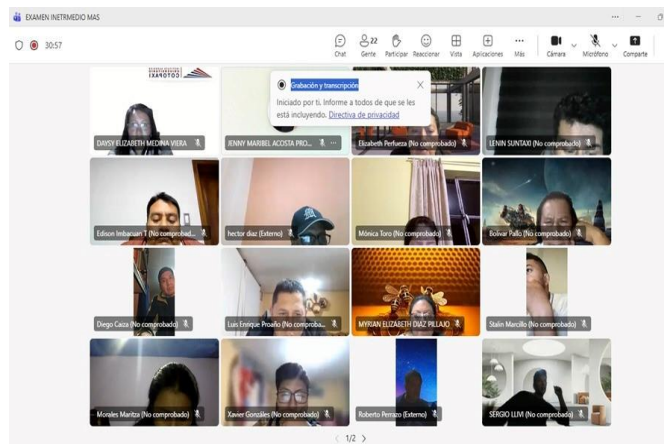 EXAMEN INETRMEDIO MAS
30:57
Chat
22
Gente
Participar
Reaccionar
Vista
Aplicaciones
Más
Cámara
Micrófono
Comparte
COTOPAXI
Grabación y transcripción
Iniciado por ti. Informe a todos de que se les
está incluyendo. Directiva de privacidad
DAYSY ELIZABETH MEDINA VIERA
JENNY MARIBEL ACOSTA PRO...
Elizabeth Perfueza (No comprobado)
LENIN SUNTAXI (No comprobado)
Edison Imbacuan T (No comprobad...
hector diaz (Externo)
Mónica Toro (No comprobado)
Bolívar Pallo (No comprobado)
Diego Caiza (No comprobado)
Luis Enrique Proaño (No comproba...
MYRIAN ELIZABETH DIAZ PILLAJO
Stalin Marcillo (No comprobado)
Morales Maritza (No comprobado)
Xavier Gonzáles (No comprobado)
Roberto Perrazo (Externo)
SERGIO LLIVI (No comprobado)
1/2